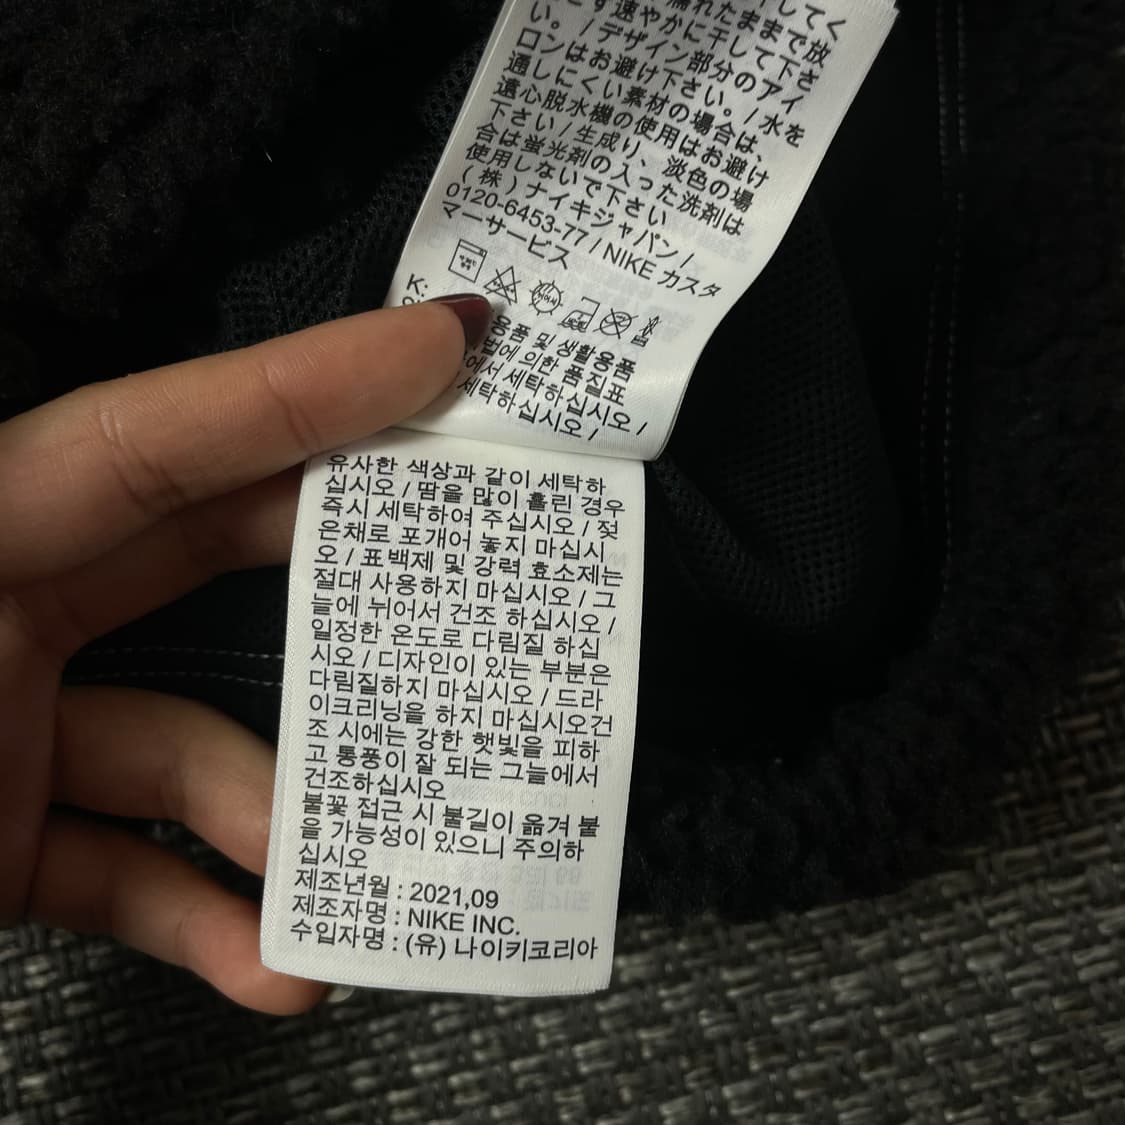 してく
濡れたままで放
ず速やかに干して下さ
い。 / デザイン部分のアイ
ロンはお避け下さい。 / 水を
通しにくい素材の場合は、
遠心脱水機の使用はお避け
下さい / 生成り、淡色の場
合は蛍光剤の入った洗剤は
使用しないで下さい
(株) ナイキジャパン /
0120-6453-77 / NIKE カスタ
マーサービス
K:
용품 및 생활용품
법에 의한 품질표
에서 세탁하십시오 /
세탁하십시오 /
유사한 색상과 같이 세탁하
십시오 / 땀을 많이 흘린 경우
즉시 세탁하여 주십시오 / 젖
은채로 포개어 놓지 마십시
오 / 표백제 및 강력 효소제는
절대 사용하지 마십시오 / 그
늘에 뉘어서 건조 하십시오 /
일정한 온도로 다림질 하십
시오 / 디자인이 있는 부분은
다림질하지 마십시오 / 드라
이크리닝을 하지 마십시오건
조 시에는 강한 햇빛을 피하
고 통풍이 잘 되는 그늘에서
건조하십시오
불꽃 접근 시 불길이 옮겨 붙
을 가능성이 있으니 주의하
십시오
제조년월 : 2021,09
제조자명 : NIKE INC.
수입자명 : (유) 나이키코리아